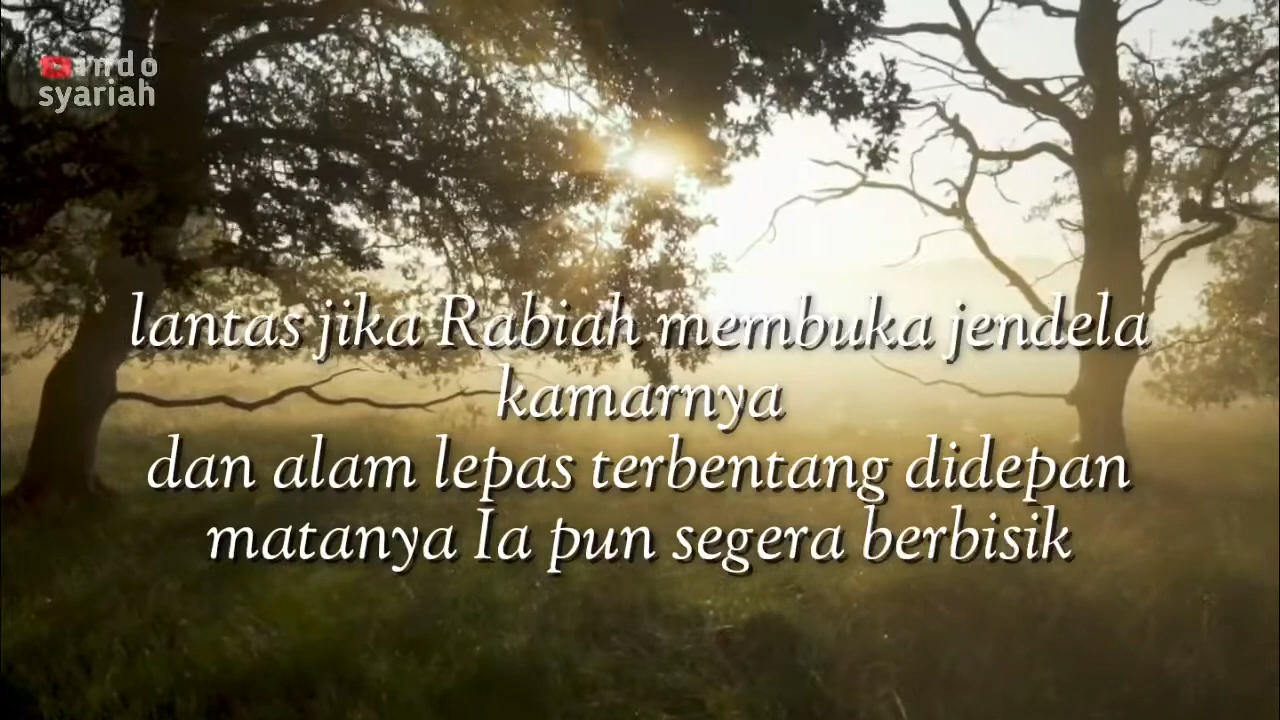 indo
syariah
lantas jika Rabiah membuka jendela
kamarnya
dan alam lepas terbentang didepan
matanya Ia pun segera berbisik